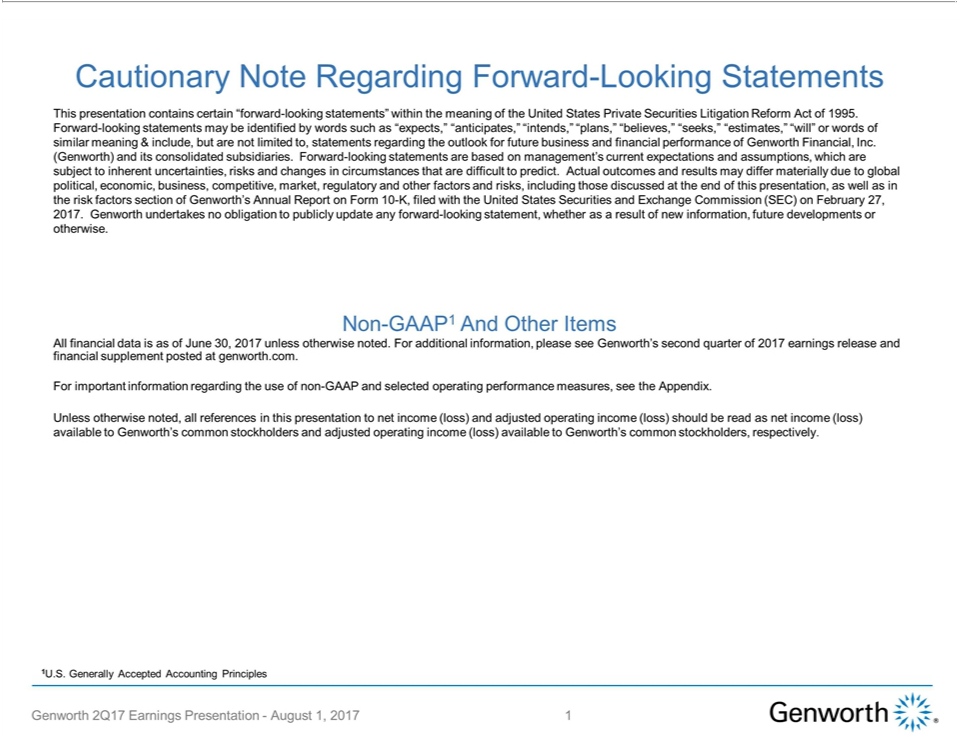 Cautionary Note Regarding Forward-Looking Statements
This presentation contains certain “forward-looking statements” within the meaning of the United States Private Securities Litigation Reform Act of 1995.
Forward-looking statements may be identified by words such as “expects,” “anticipates,” “intends,” “plans,” “believes,” “seeks,” “estimates,” “will” or words of
similar meaning & include, but are not limited to, statements regarding the outlook for future business and financial performance of Genworth Financial, Inc.
(Genworth) and its consolidated subsidiaries.  Forward-looking statements are based on management’s current expectations and assumptions, which are
subject to inherent uncertainties, risks and changes in circumstances that are difficult to predict.  Actual outcomes and results may differ materially due to global
political, economic, business, competitive, market, regulatory and other factors and risks, including those discussed at the end of this presentation, as well as in
the risk factors section of Genworth’s Annual Report on Form 10-K, filed with the United States Securities and Exchange Commission (SEC) on February 27,
2017.  Genworth undertakes no obligation to publicly update any forward-looking statement, whether as a result of new information, future developments or
otherwise.
Non-GAAP¹ And Other Items
All financial data is as of June 30, 2017 unless otherwise noted. For additional information, please see Genworth’s second quarter of 2017 earnings release and
financial supplement posted at genworth.com.
For important information regarding the use of non-GAAP and selected operating performance measures, see the Appendix.
Unless otherwise noted, all references in this presentation to net income (loss) and adjusted operating income (loss) should be read as net income (loss)
available to Genworth’s common stockholders and adjusted operating income (loss) available to Genworth’s common stockholders, respectively.
¹U.S. Generally Accepted Accounting Principles
Genworth 2Q17 Earnings Presentation - August 1, 2017
1
Genworth®